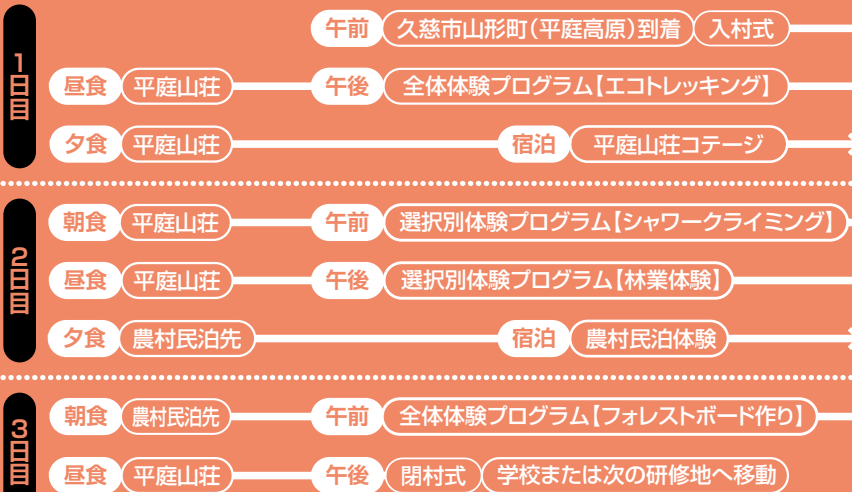 1日目
午前 久慈市山形町(平庭高原)到着 入村式
昼食 平庭山荘 午後 全体体験プログラム【エコトレッキング】
夕食 平庭山荘 宿泊 平庭山荘コテージ
2日目
朝食 平庭山荘 午前 選択別体験プログラム【シャワークライミング】
昼食 平庭山荘 午後 選択別体験プログラム【林業体験】
夕食 農村民泊先 宿泊 農村民泊体験
3日目
朝食 農村民泊先 午前 全体体験プログラム【フォレストボード作り】
昼食 平庭山荘 午後 閉村式 学校または次の研修地へ移動